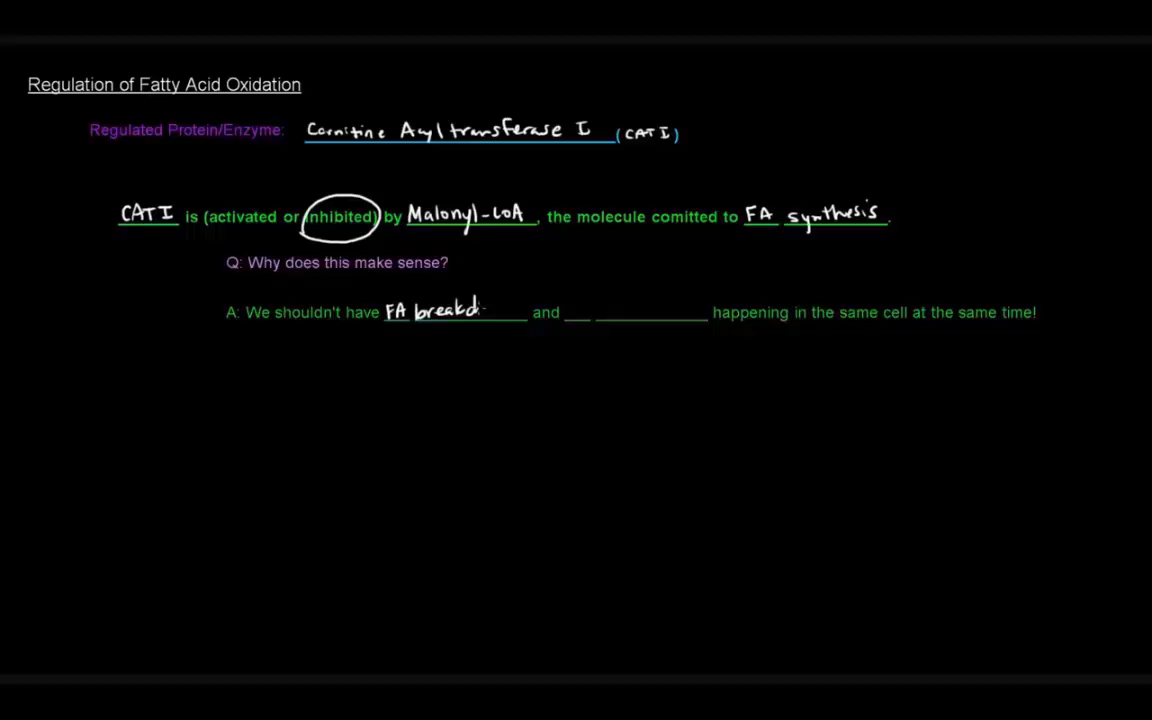 Regulation of Fatty Acid Oxidation
Regulated Protein/Enzyme: Carnitine Acyltransferase I (CAT I)
CAT I is (activated or inhibited) by Malonyl-CoA, the molecule comitted to FA synthesis.
Q: Why does this make sense?
A: We shouldn't have FA breakd and happening in the same cell at the same time!